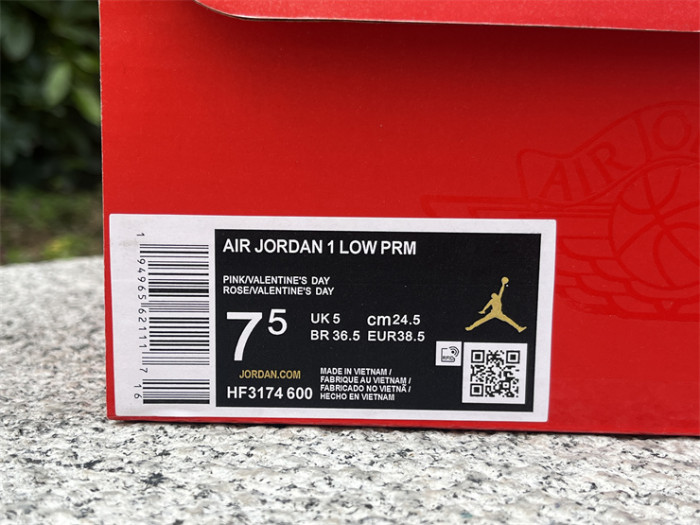 AIR JORDAN
AIR JORDAN 1 LOW PRM
PINK/VALENTINE'S DAY
ROSE/VALENTINE'S DAY
7 5
UK 5 cm 24.5
BR 36.5 EUR 38.5
JORDAN.COM
HF3174 600
MADE IN VIETNAM /
FABRIQUE AU VIETNAM /
FABRICADO NO VIETNÃ /
HECHO EN VIETNAM
1 94965 62111 7 16